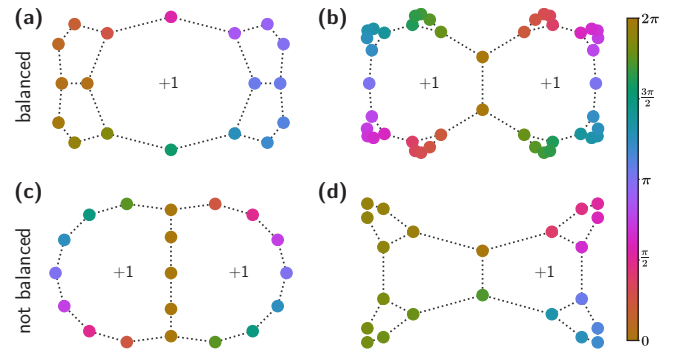 (a)
(b)
balanced
+1
+1
+1
2π
3π/2
π
π/2
0
(c)
(d)
not balanced
+1
+1
+1